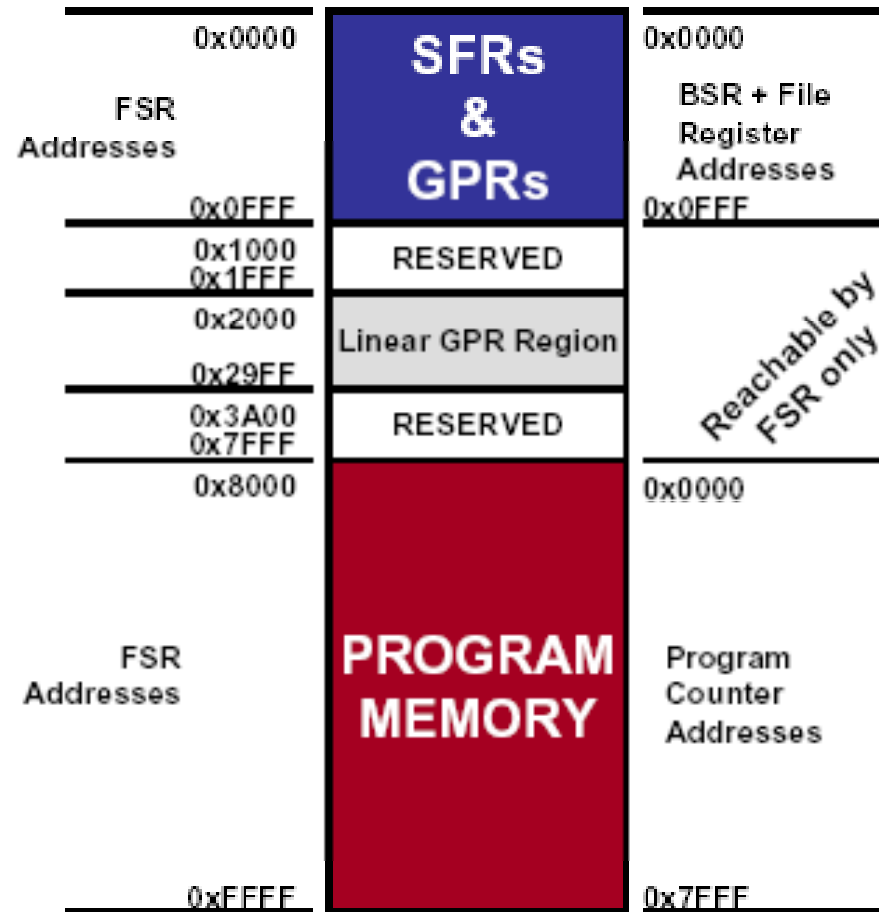 0x0000
FSR
Addresses
0x0FFF
0x1000
0x1FFF
0x2000
0x29FF
0x3A00
0x7FFF
0x8000
FSR
Addresses
0xFFFF
SFRs
&
GPRs
RESERVED
Linear GPR Region
RESERVED
PROGRAM
MEMORY
0x0000
BSR + File
Register
Addresses
0x0FFF
Reachable by
FSR only
0x0000
Program
Counter
Addresses
0x7FFF